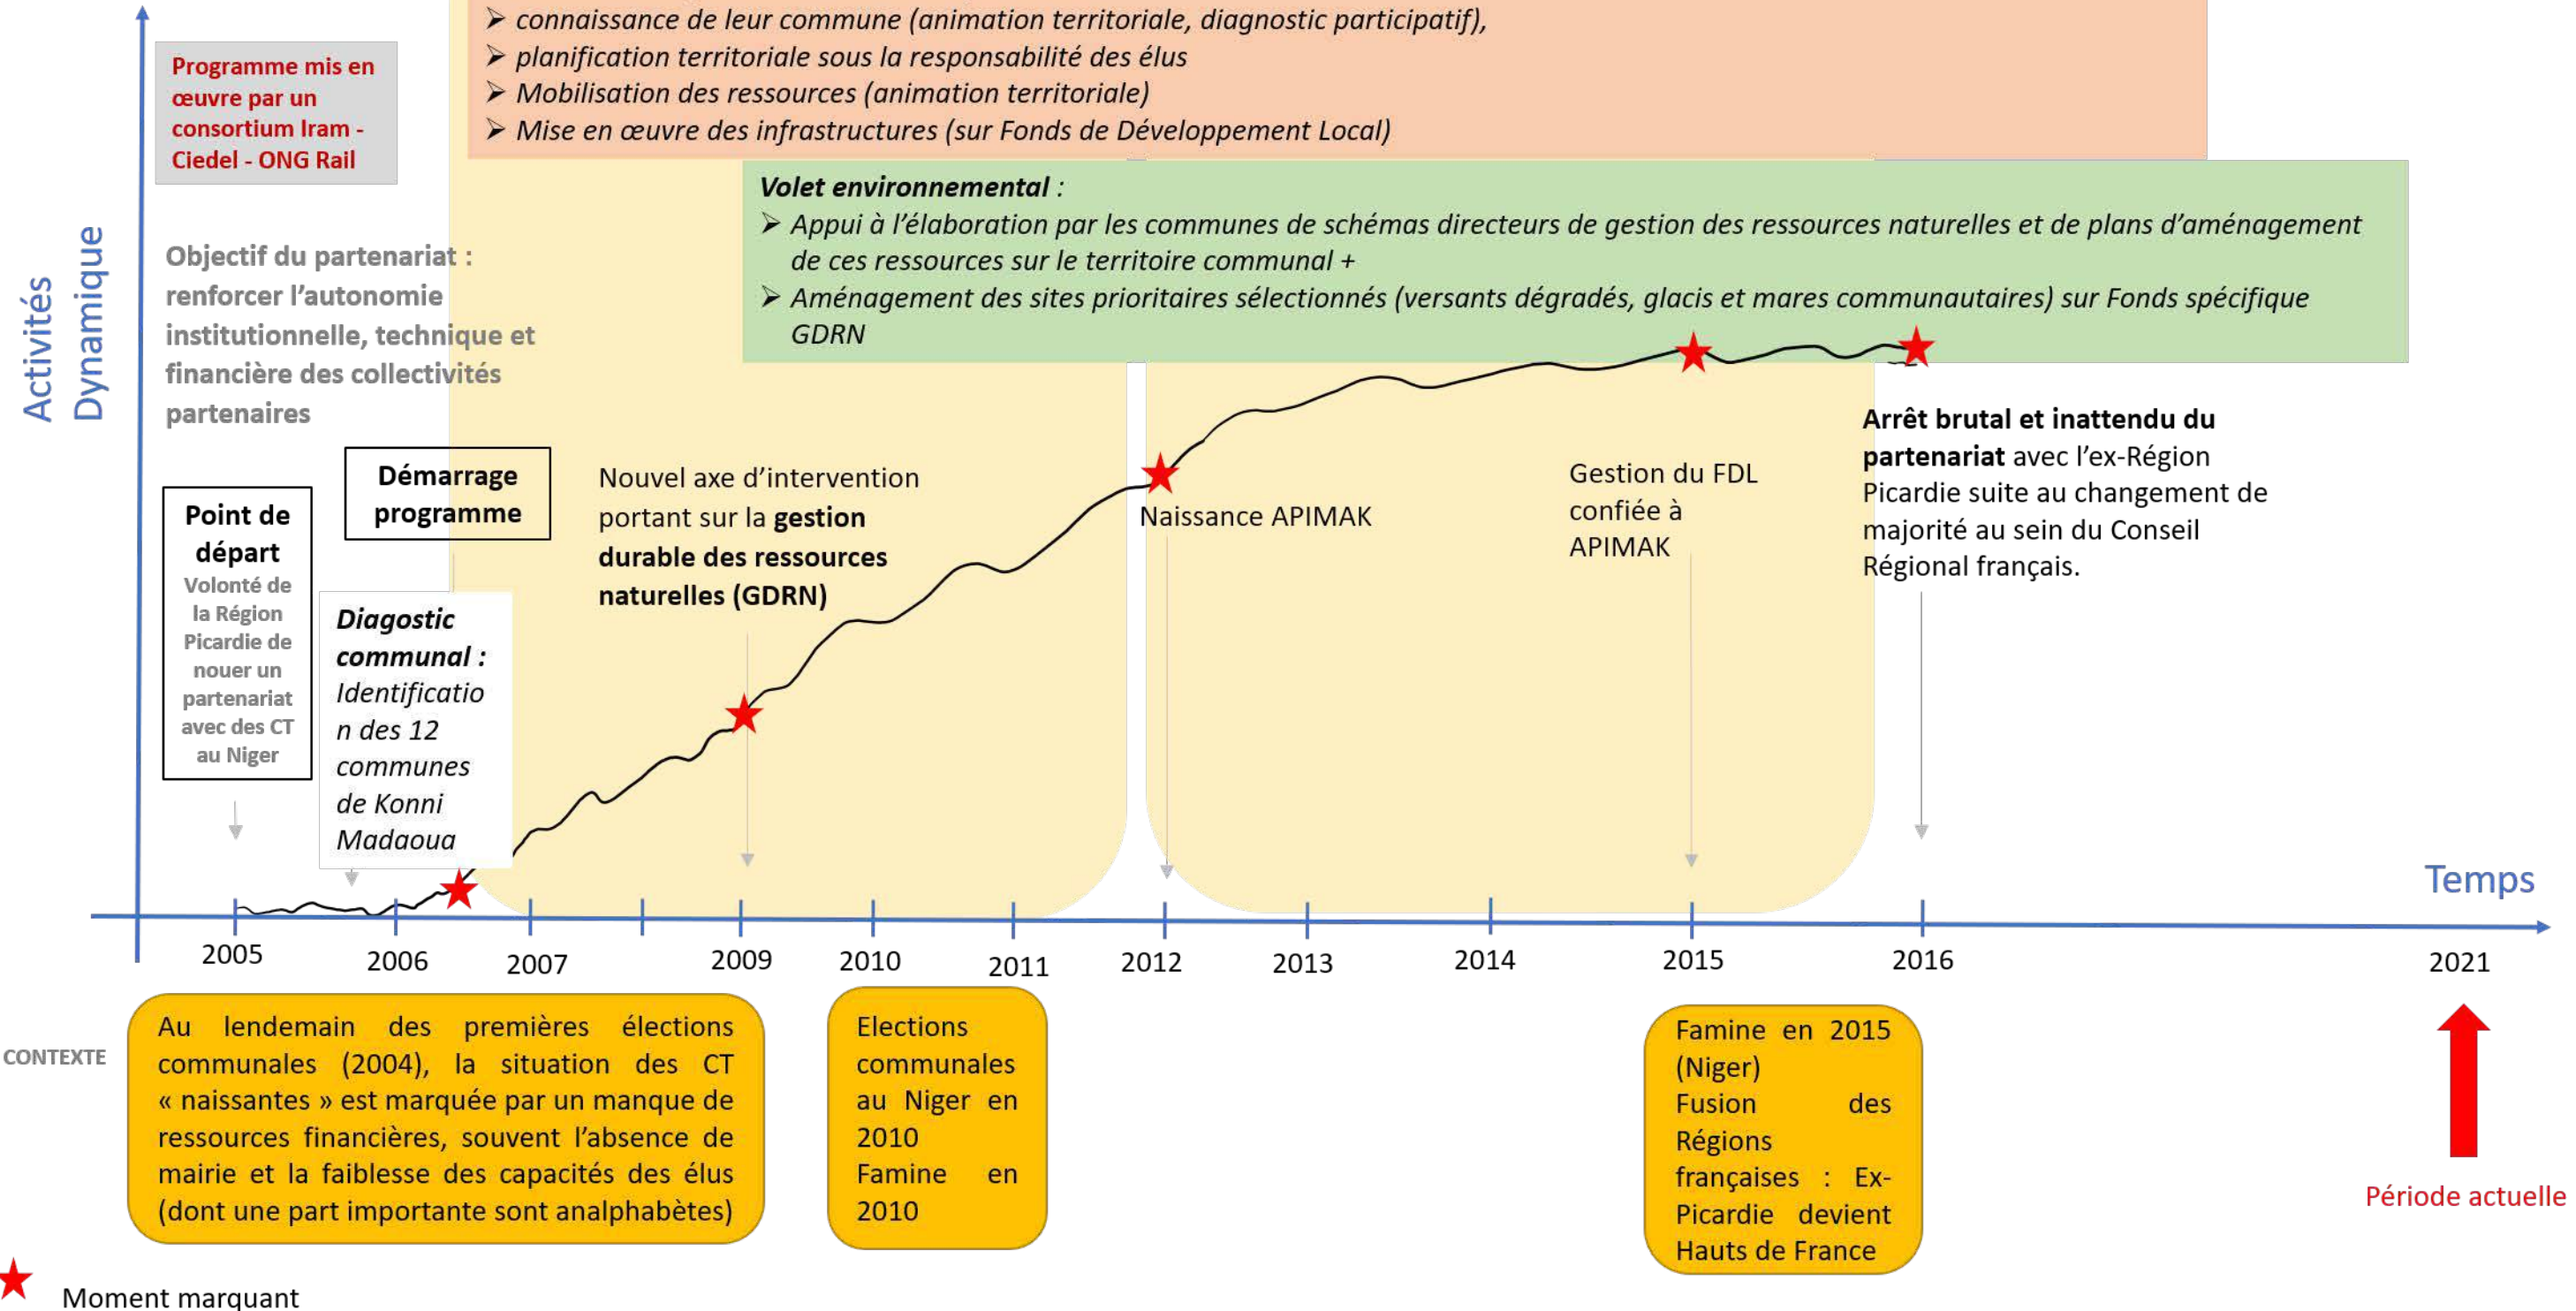 ➢ connaissance de leur commune (animation territoriale, diagnostic participatif),
➢ planification territoriale sous la responsabilité des élus
➢ Mobilisation des ressources (animation territoriale)
➢ Mise en œuvre des infrastructures (sur Fonds de Développement Local)
Programme mis en
œuvre par un
consortium Iram -
Ciedel - ONG Rail
Volet environnemental :
➢ Appui à l’élaboration par les communes de schémas directeurs de gestion des ressources naturelles et de plans d’aménagement
de ces ressources sur le territoire communal +
➢ Aménagement des sites prioritaires sélectionnés (versants dégradés, glacis et mares communautaires) sur Fonds spécifique
GDRN
Activités
Dynamique
Objectif du partenariat :
renforcer l’autonomie
institutionnelle, technique et
financière des collectivités
partenaires
Point de
départ
Volonté de
la Région
Picardie de
nouer un
partenariat
avec des CT
au Niger
Démarrage
programme
Diagostic
communal :
Identificatio
n des 12
communes
de Konni
Madaoua
Nouvel axe d’intervention
portant sur la gestion
durable des ressources
naturelles (GDRN)
Naissance APIMAK
Gestion du FDL
confiée à
APIMAK
Arrêt brutal et inattendu du
partenariat avec l’ex-Région
Picardie suite au changement de
majorité au sein du Conseil
Régional français.
Temps
2005
2006
2007
2009
2010
2011
2012
2013
2014
2015
2016
2021
CONTEXTE
Au lendemain des premières élections
communales (2004), la situation des CT
« naissantes » est marquée par un manque de
ressources financières, souvent l’absence de
mairie et la faiblesse des capacités des élus
(dont une part importante sont analphabètes)
Elections
communales
au Niger en
2010
Famine en
2010
Famine en 2015
(Niger)
Fusion des
Régions
françaises : Ex-
Picardie devient
Hauts de France
Période actuelle
Moment marquant